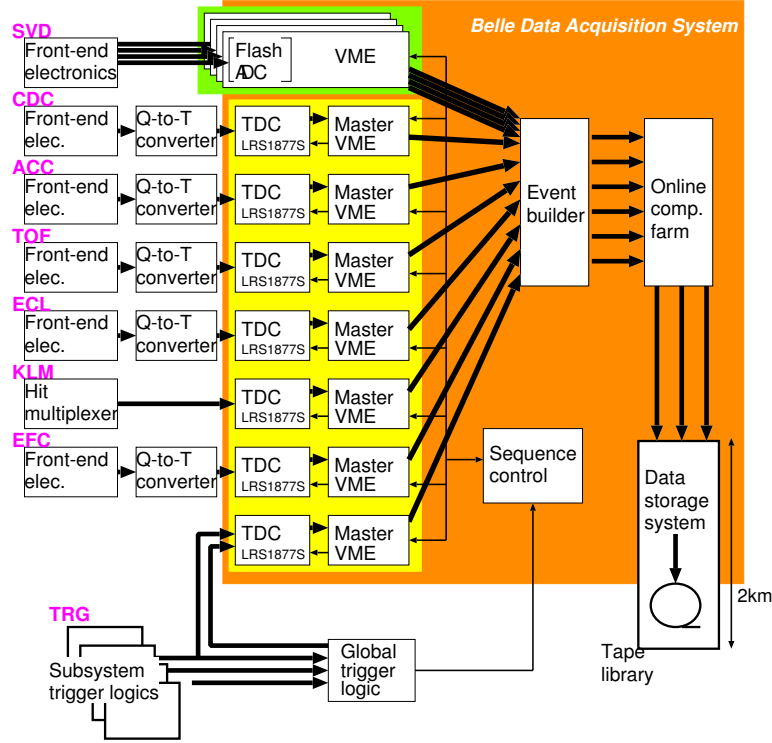 Belle Data Acquisition System
SVD
Front-end
electronics
Flash
ADC
VME
CDC
Front-end
elec.
Q-to-T
converter
TDC
LRS1877S
Master
VME
ACC
Front-end
elec.
Q-to-T
converter
TDC
LRS1877S
Master
VME
TOF
Front-end
elec.
Q-to-T
converter
TDC
LRS1877S
Master
VME
ECL
Front-end
elec.
Q-to-T
converter
TDC
LRS1877S
Master
VME
KLM
Hit
multiplexer
TDC
LRS1877S
Master
VME
EFC
Front-end
elec.
Q-to-T
converter
TDC
LRS1877S
Master
VME
TDC
LRS1877S
Master
VME
Event
builder
Online
comp.
farm
Sequence
control
Data
storage
system
2km
Tape
library
TRG
Subsystem
trigger logics
Global
trigger
logic